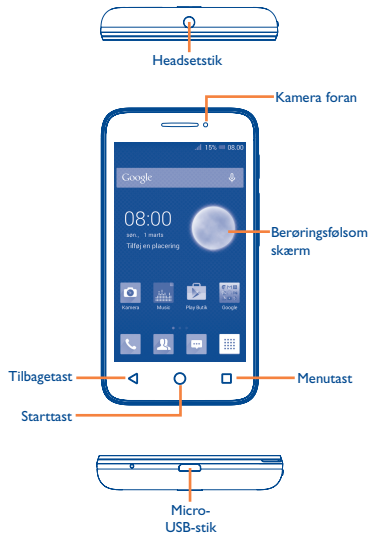 Headsetstik
Kamera foran
15% 08.00
Google
08:00
søn., 1 marts
Tilføj en placering
Berøringsfølsom
skærm
Kamera Music Play Butik Google
Tilbagetast
Menutast
Starttast
Micro-
USB-stik